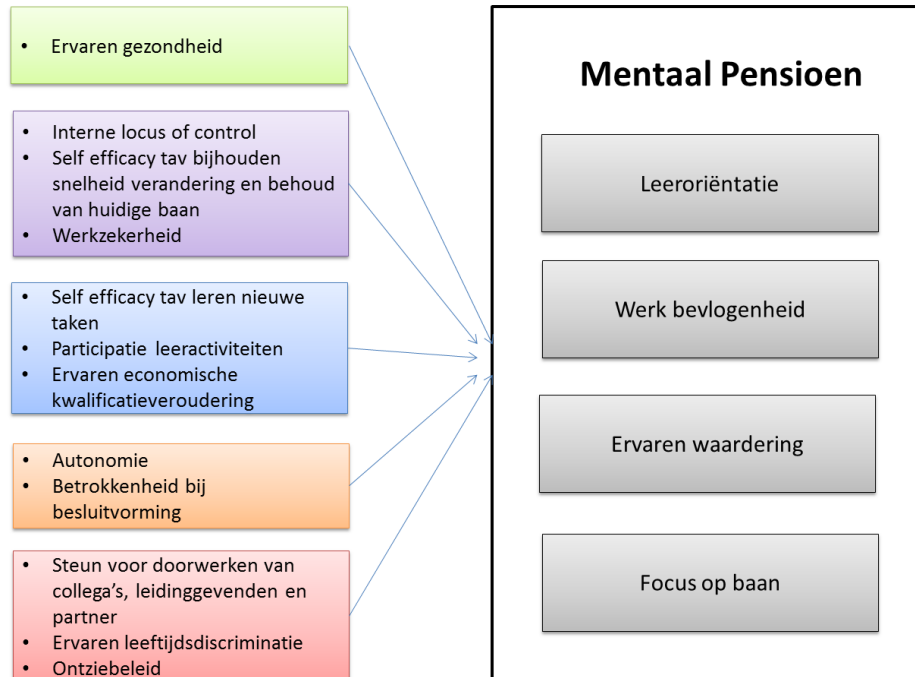 • Ervaren gezondheid
• Interne locus of control
• Self efficacy tav bijhouden
snelheid verandering en behoud
van huidige baan
• Werkzekerheid
• Self efficacy tav leren nieuwe
taken
• Participatie leeractiviteiten
• Ervaren economische
kwalificatieveroudering
• Autonomie
• Betrokkenheid bij
besluitvorming
• Steun voor doorwerken van
collega's, leidinggevenden en
partner
• Ervaren leeftijdsdiscriminatie
• Ontziebeleid
Mentaal Pensioen
Leeroriëntatie
Werk bevlogenheid
Ervaren waardering
Focus op baan